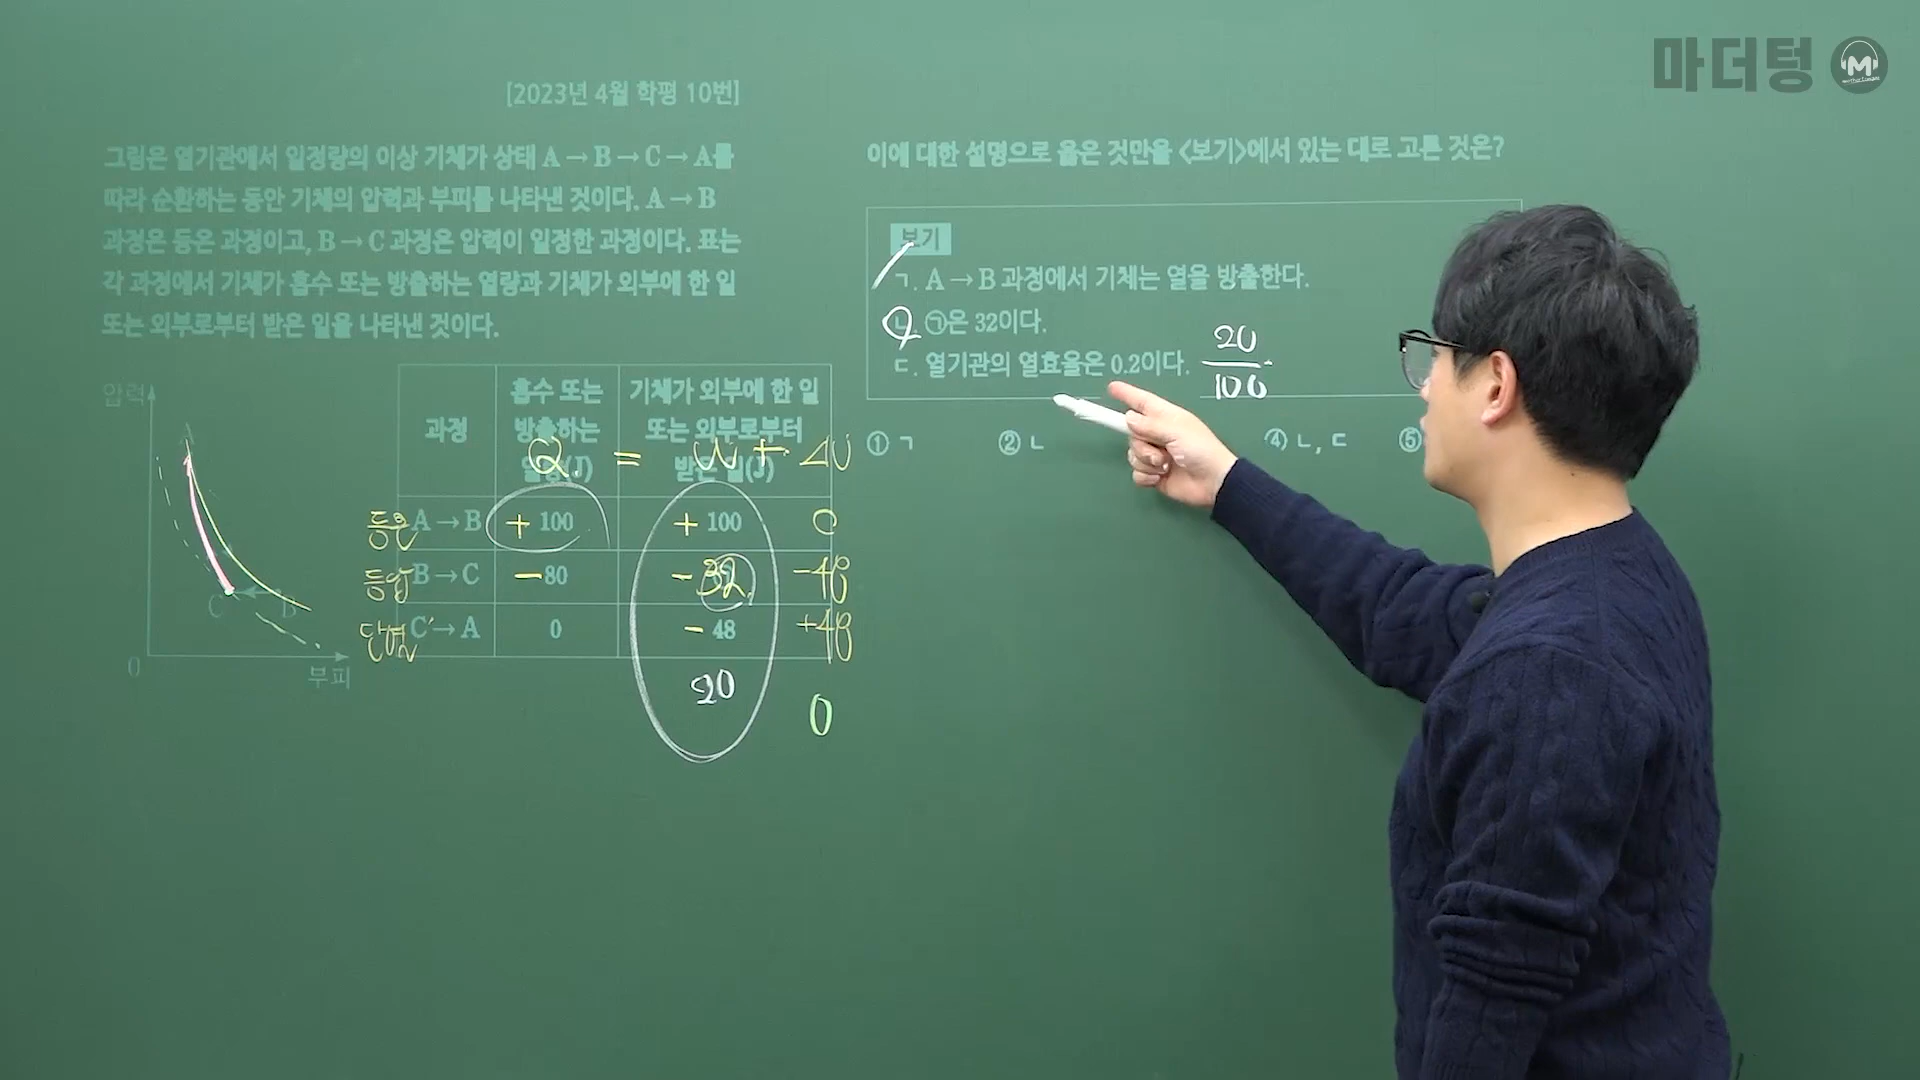 마더텅 M
[2023년 4월 학평 10번]
그림은 열기관에서 일정량의 이상 기체가 상태 A → B → C → A를
따라 순환하는 동안 기체의 압력과 부피를 나타낸 것이다. A → B
과정은 등온 과정이고, B → C 과정은 압력이 일정한 과정이다. 표는
각 과정에서 기체가 흡수 또는 방출하는 열량과 기체가 외부에 한 일
또는 외부로부터 받은 일을 나타낸 것이다.
압력
A
C
B
0
부피
과정
흡수 또는
방출하는
열량(J)
기체가 외부에 한 일
또는 외부로부터
받은 일(J)
Q = W + ΔU
등온 A → B + 100 + 100 0
등압 B → C - 80 - 32 -48
단열 C → A 0 - 48 +48
20 0
이에 대한 설명으로 옳은 것만을 <보기>에서 있는 대로 고른 것은?
보기
ㄱ. A → B 과정에서 기체는 열을 방출한다.
ㄴ. ㉠은 32이다.
ㄷ. 열기관의 열효율은 0.2이다.
20
100
① ㄱ ② ㄴ ④ ㄴ, ㄷ ⑤